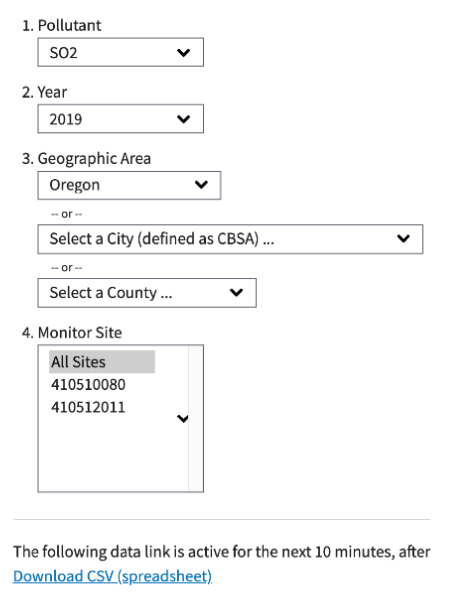 1. Pollutant
SO2
2. Year
2019
3. Geographic Area
Oregon
-- or --
Select a City (defined as CBSA) ...
-- or --
Select a County ...
4. Monitor Site
All Sites
410510080
410512011
The following data link is active for the next 10 minutes, after
Download CSV (spreadsheet)